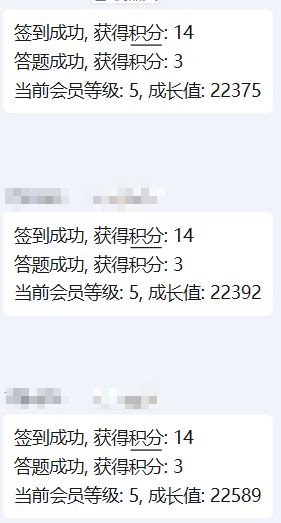 签到成功, 获得积分: 14
答题成功, 获得积分: 3
当前会员等级: 5, 成长值: 22375
签到成功, 获得积分: 14
答题成功, 获得积分: 3
当前会员等级: 5, 成长值: 22392
签到成功, 获得积分: 14
答题成功, 获得积分: 3
当前会员等级: 5, 成长值: 22589